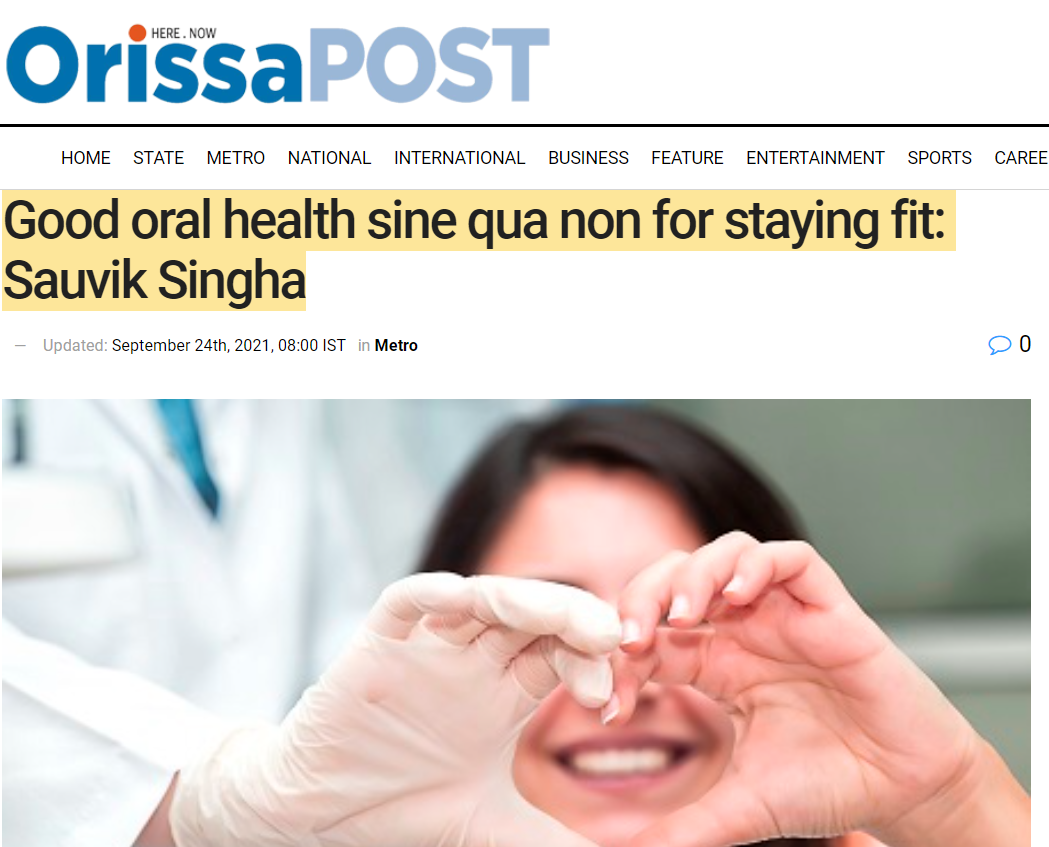 HERE . NOW
OrissaPOST
HOME STATE METRO NATIONAL INTERNATIONAL BUSINESS FEATURE ENTERTAINMENT SPORTS CAREE
Good oral health sine qua non for staying fit:
Sauvik Singha
— Updated: September 24th, 2021, 08:00 IST in Metro 0